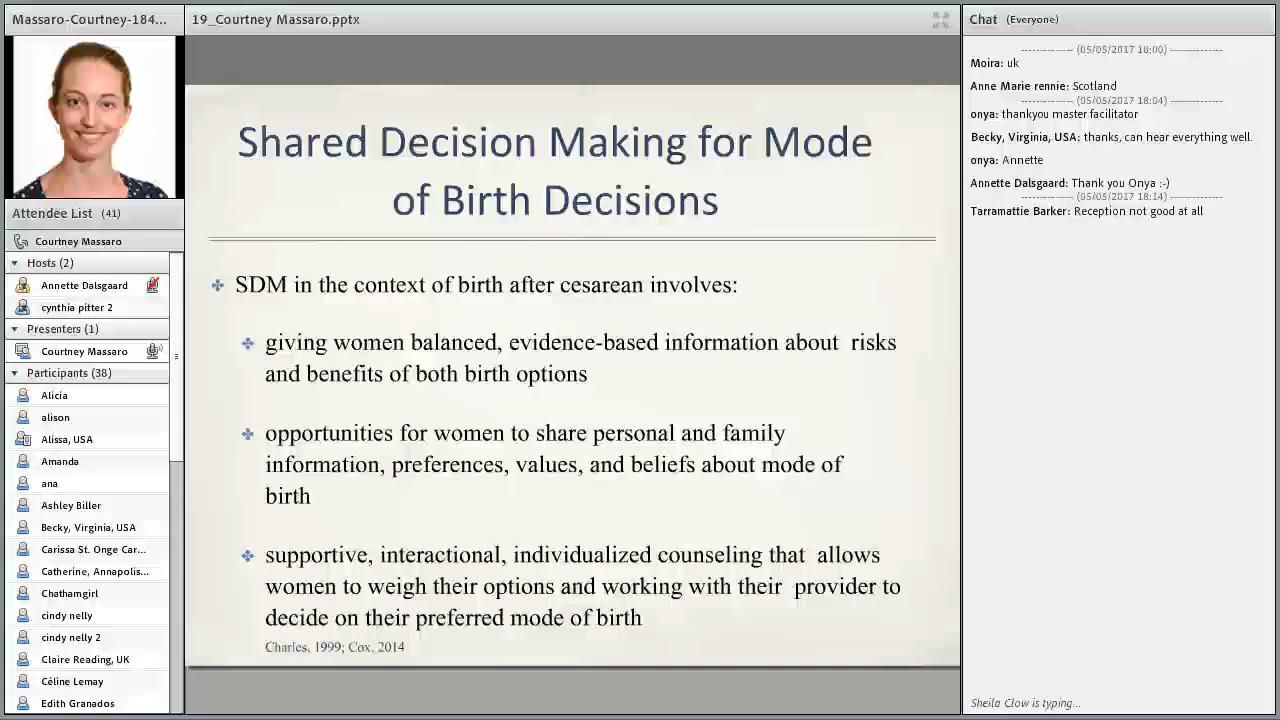 Massaro-Courtney-184...
Attendee List (41)
Courtney Massaro
Hosts (2)
Annette Dalsgaard
cynthia pitter 2
Presenters (1)
Courtney Massaro
Participants (38)
Alicia
alison
Alissa, USA
Amanda
ana
Ashley Biller
Becky, Virginia, USA
Carissa St. Onge Car...
Catherine, Annapolis...
Chathamgirl
cindy nelly
cindy nelly 2
Claire Reading, UK
Céline Lemay
Edith Granados
19_Courtney Massaro.pptx
Shared Decision Making for Mode
of Birth Decisions
SDM in the context of birth after cesarean involves:
giving women balanced, evidence-based information about risks
and benefits of both birth options
opportunities for women to share personal and family
information, preferences, values, and beliefs about mode of
birth
supportive, interactional, individualized counseling that allows
women to weigh their options and working with their provider to
decide on their preferred mode of birth
Charles, 1999; Cox, 2014
Chat (Everyone)
(05/05/2017 18:00)
Moira: uk
Anne Marie rennie: Scotland
(05/05/2017 18:04)
onya: thankyou master facilitator
Becky, Virginia, USA: thanks, can hear everything well.
onya: Annette
Annette Dalsgaard: Thank you Onya :-)
(05/05/2017 18:14)
Tarramattie Barker: Reception not good at all
Sheila Clow is typing...